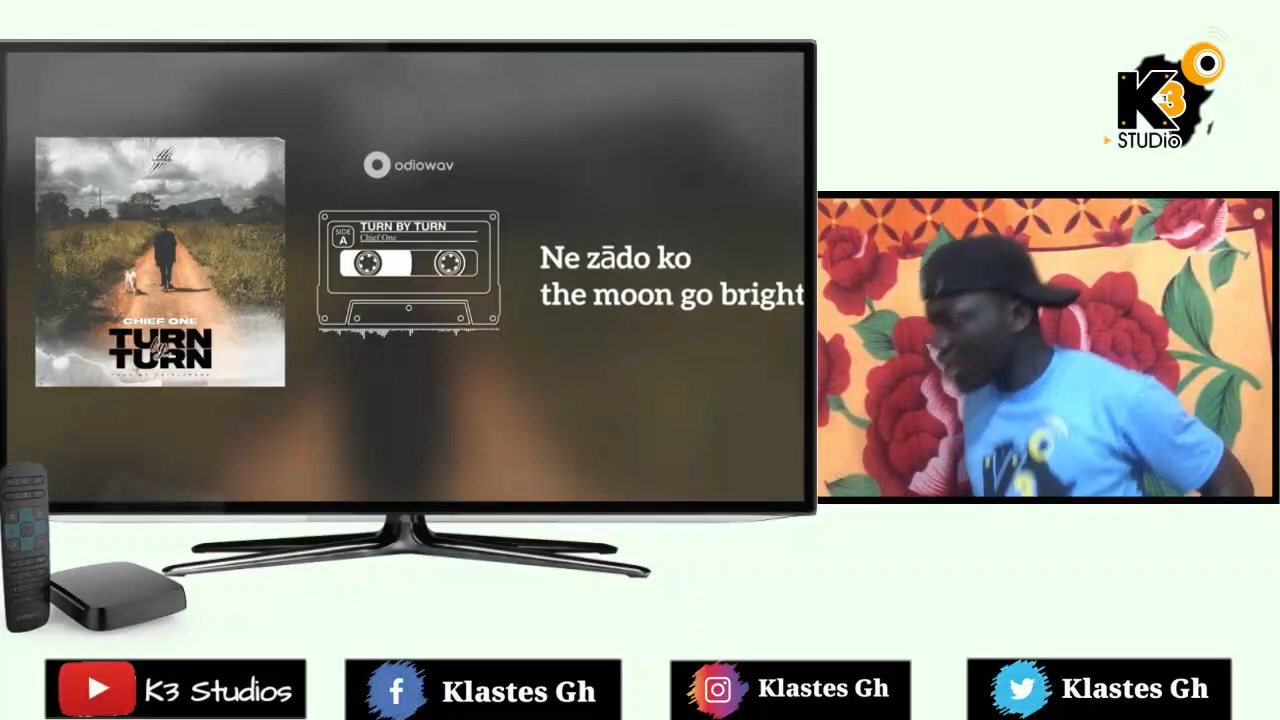 K3
STUDiO
odiowav
SIDE
A
TURN BY TURN
Chief One
CHIEF ONE
TURN
by
TURN
Ne zādo ko
the moon go bright
K3 Studios
Klastes Gh
Klastes Gh
Klastes Gh